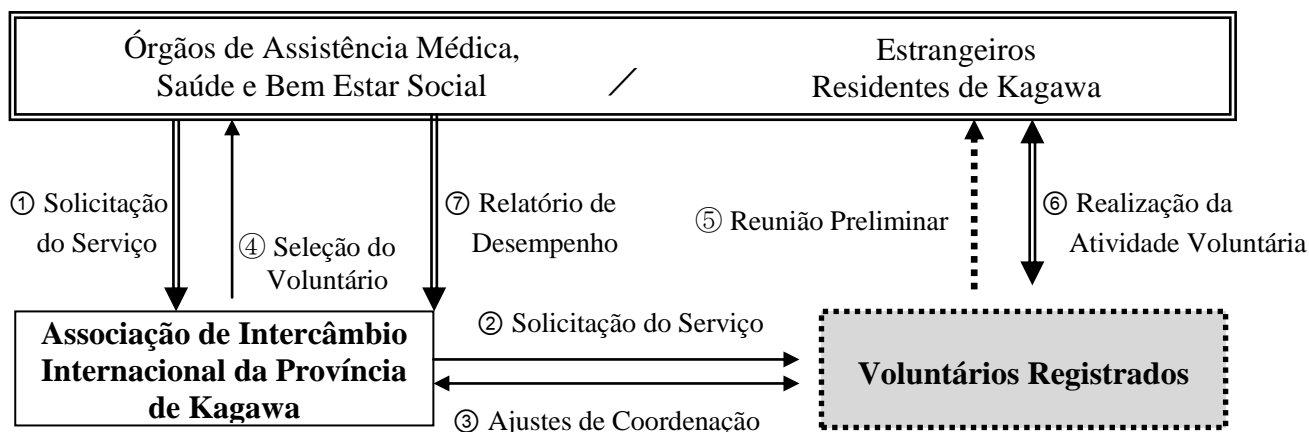 Órgãos de Assistência Médica,
Saúde e Bem Estar Social
／
Estrangeiros
Residentes de Kagawa
① Solicitação
do Serviço
④ Seleção do
Voluntário
⑦ Relatório de
Desempenho
⑤ Reunião Preliminar
⑥ Realização da
Atividade Voluntária
Associação de Intercâmbio
Internacional da Província
de Kagawa
② Solicitação do Serviço
③ Ajustes de Coordenação
Voluntários Registrados